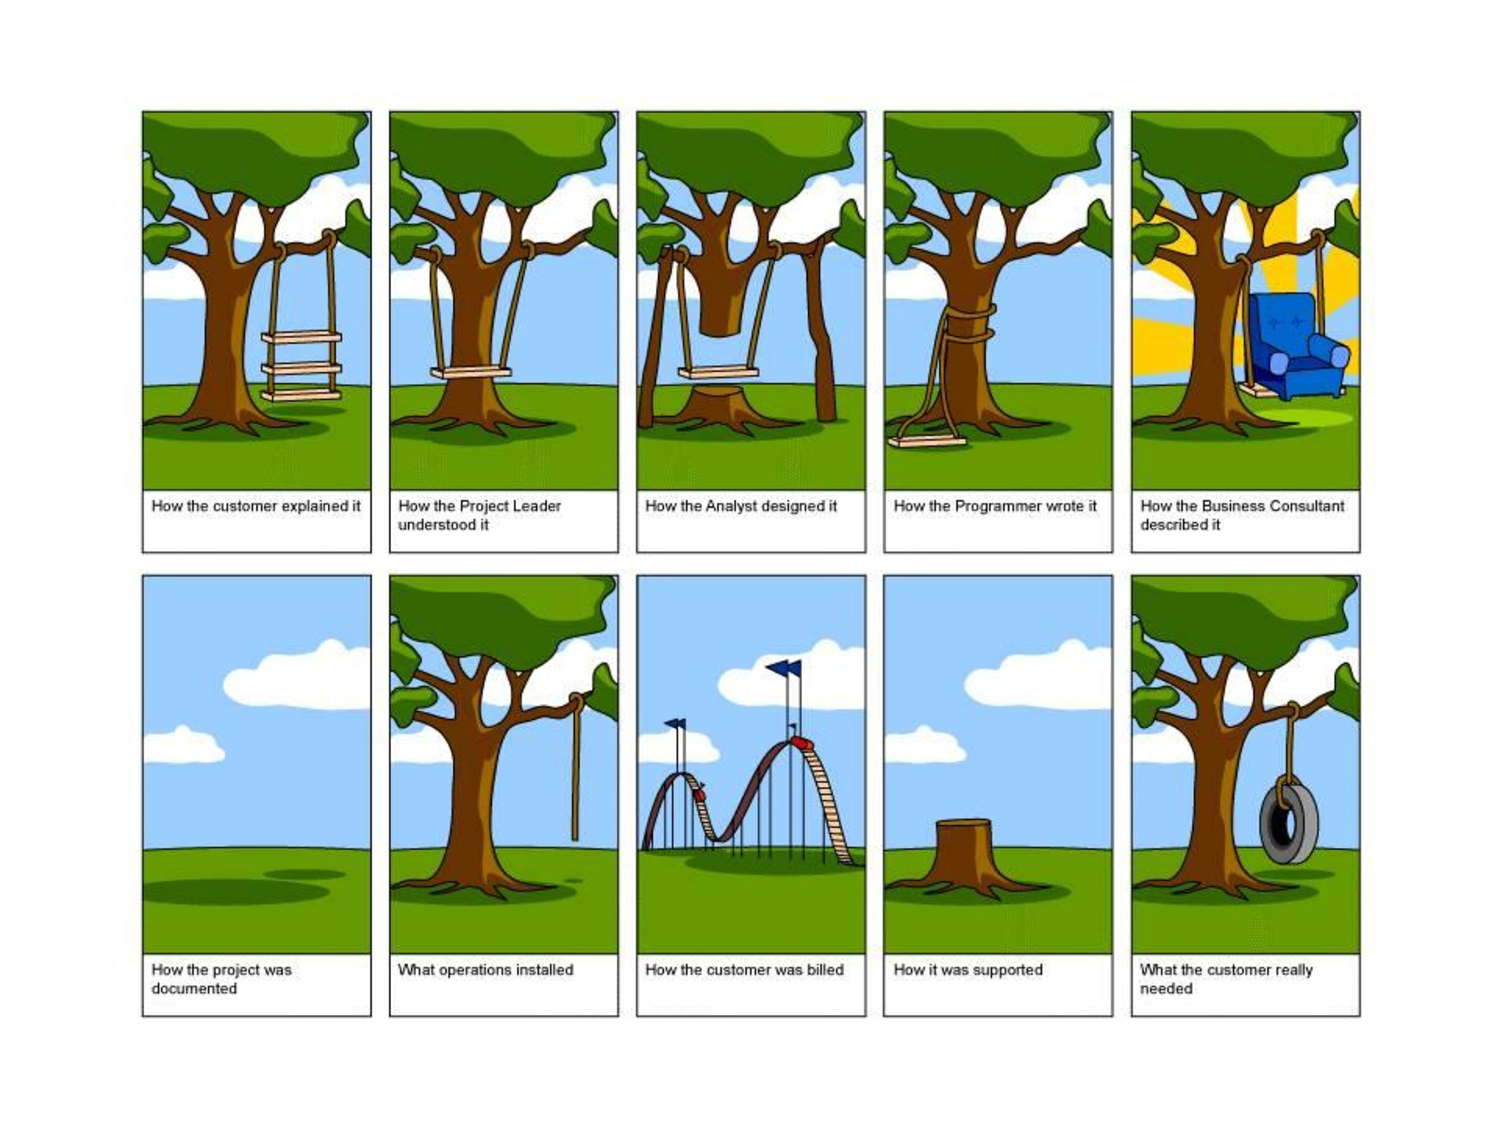 How the customer explained it
How the Project Leader
understood it
How the Analyst designed it
How the Programmer wrote it
How the Business Consultant
described it
How the project was
documented
What operations installed
How the customer was billed
How it was supported
What the customer really
needed